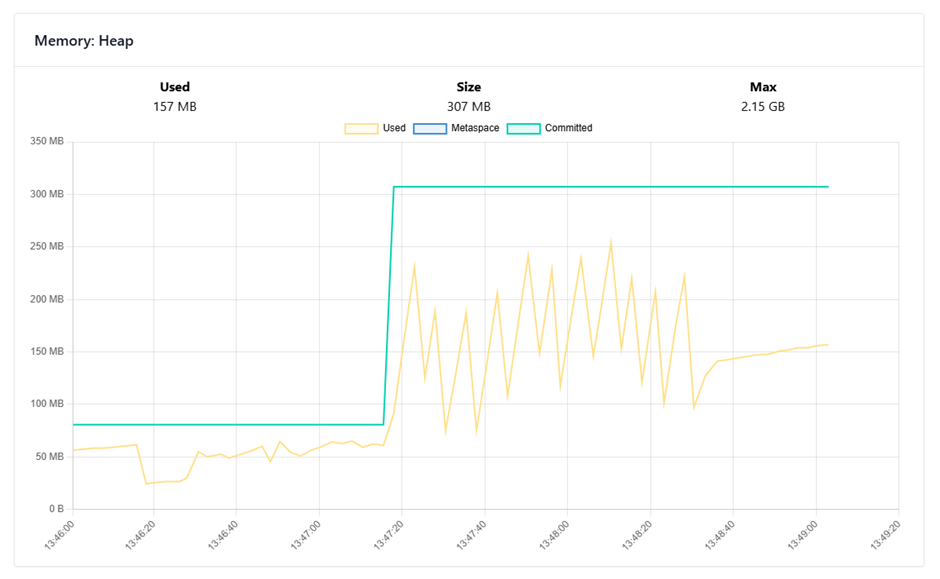 Memory: Heap
Used Size Max
157 MB 307 MB 2.15 GB
Used Metaspace Committed
350 MB
300 MB
250 MB
200 MB
150 MB
100 MB
50 MB
0 B
13:46:00 13:46:20 13:46:40 13:47:00 13:47:20 13:47:40 13:48:00 13:48:20 13:48:40 13:49:00 13:49:20